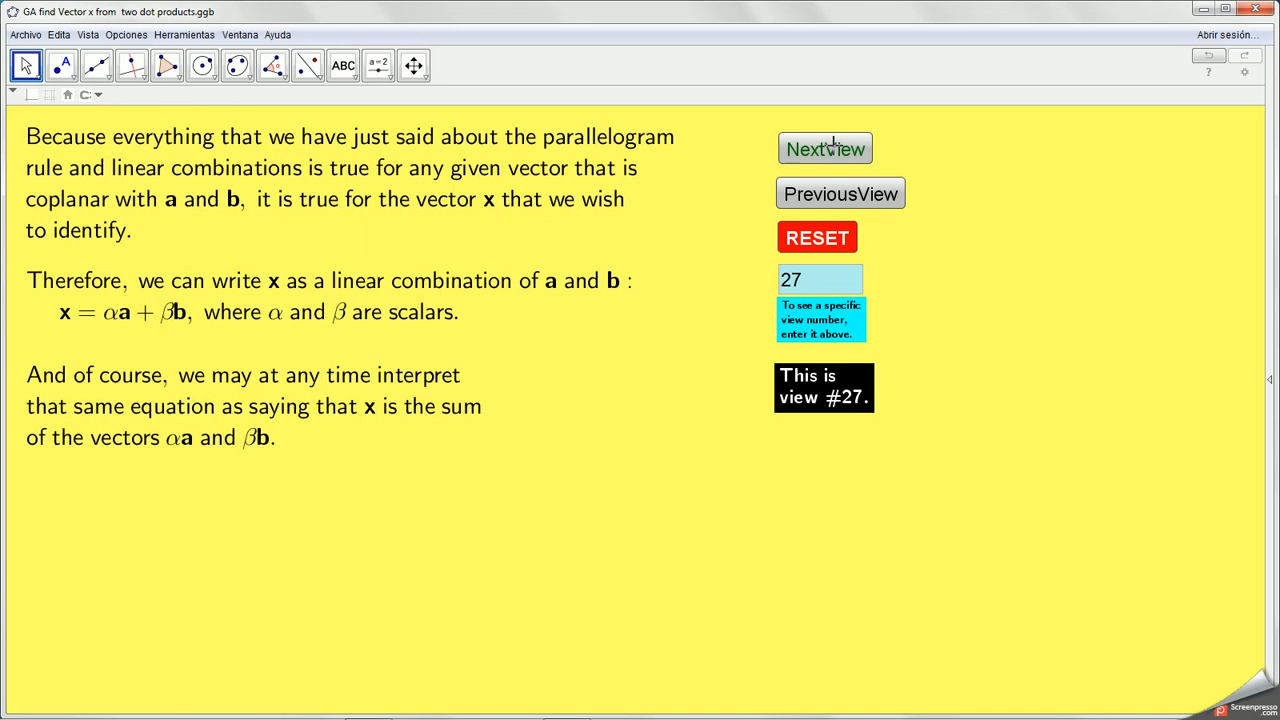 GA find Vector x from two dot products.ggb
Archivo Edita Vista Opciones Herramientas Ventana Ayuda Abrir sesión...
ABC a=2
?
Because everything that we have just said about the parallelogram
rule and linear combinations is true for any given vector that is
coplanar with a and b, it is true for the vector x that we wish
to identify.
Therefore, we can write x as a linear combination of a and b :
x = αa + βb, where α and β are scalars.
And of course, we may at any time interpret
that same equation as saying that x is the sum
of the vectors αa and βb.
NextView
PreviousView
RESET
27
To see a specific
view number,
enter it above.
This is
view #27.
Screenpresso
.com